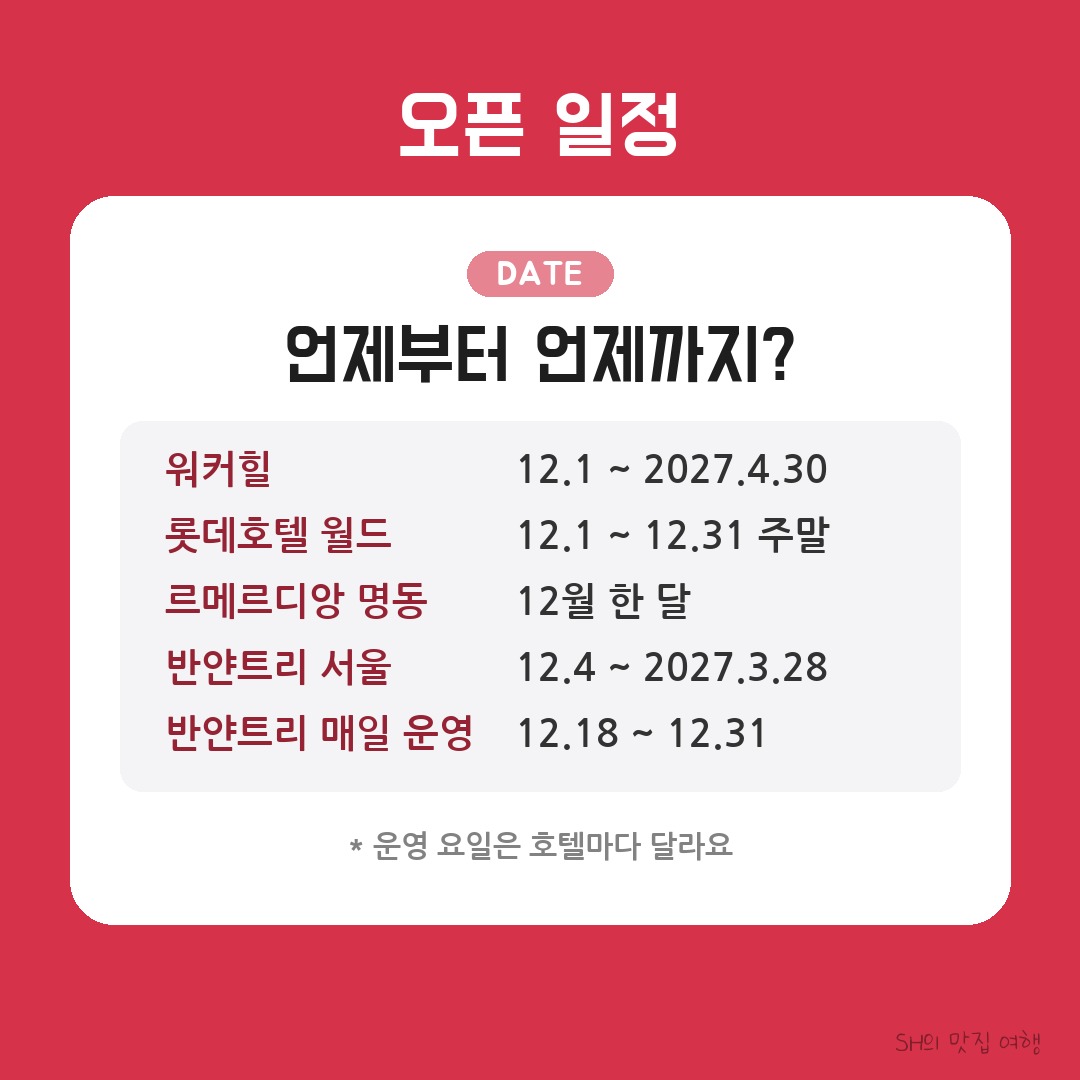 오픈 일정
DATE
언제부터 언제까지?
워커힐 12.1 ~ 2027.4.30
롯데호텔 월드 12.1 ~ 12.31 주말
르메르디앙 명동 12월 한 달
반얀트리 서울 12.4 ~ 2027.3.28
반얀트리 매일 운영 12.18 ~ 12.31
* 운영 요일은 호텔마다 달라요
SH의 맛집 여행